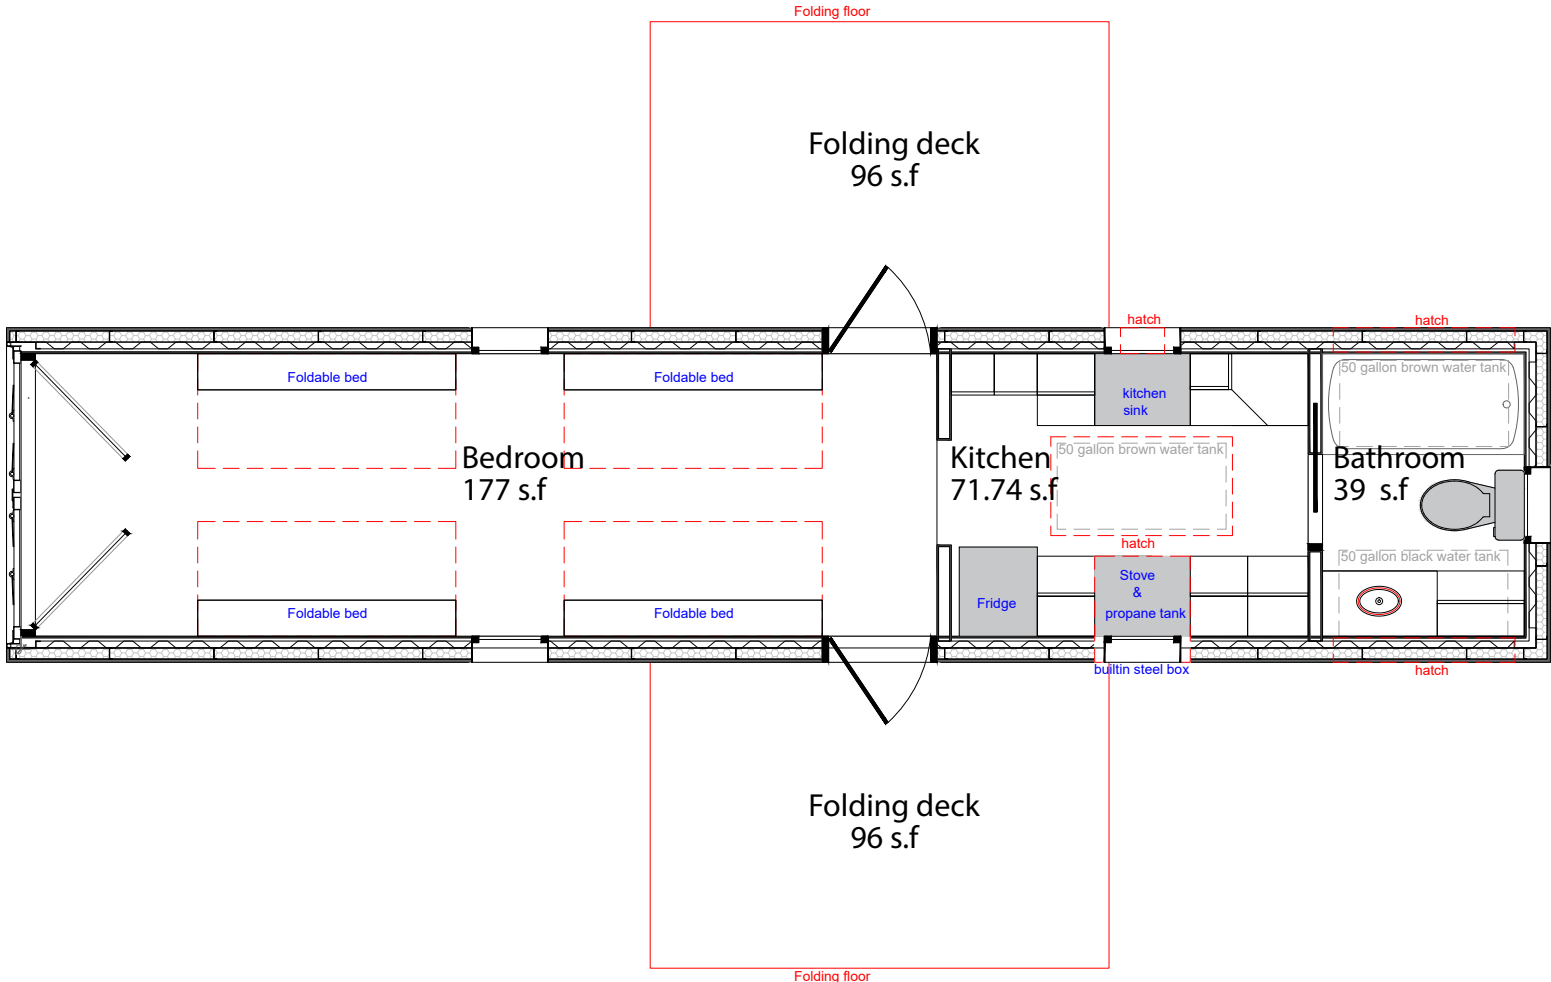 Folding floor
Folding deck
96 s.f
hatch
hatch
Foldable bed
Foldable bed
kitchen
sink
50 gallon brown water tank
Bedroom
177 s.f
Kitchen
71.74 s.f
50 gallon brown water tank
Bathroom
39 s.f
hatch
50 gallon black water tank
Foldable bed
Foldable bed
Fridge
Stove
&
propane tank
builtin steel box
hatch
Folding deck
96 s.f
Folding floor